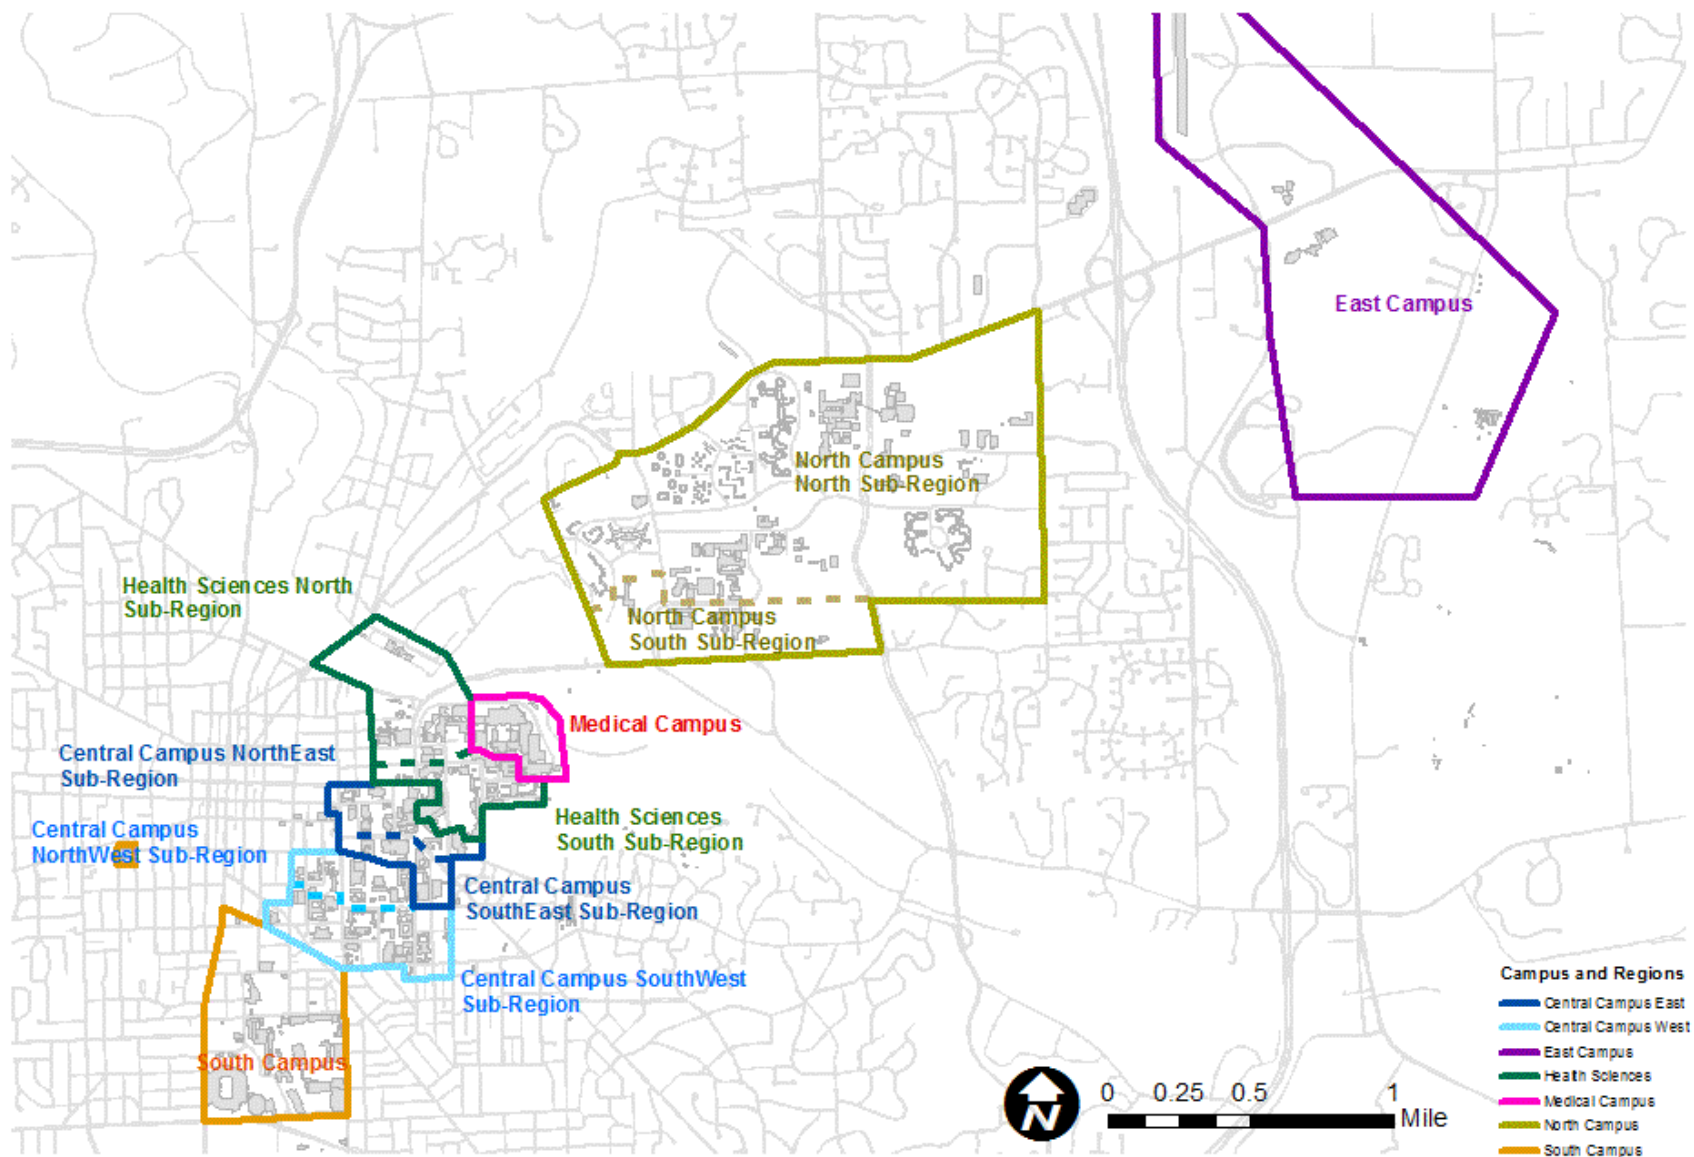 East Campus
North Campus
North Sub-Region
Health Sciences North
Sub-Region
North Campus
South Sub-Region
Medical Campus
Central Campus NorthEast
Sub-Region
Health Sciences
South Sub-Region
Central Campus
NorthWest Sub-Region
Central Campus
SouthEast Sub-Region
Central Campus SouthWest
Sub-Region
South Campus
Campus and Regions
Central Campus East
Central Campus West
East Campus
Health Sciences
Medical Campus
North Campus
South Campus
N
0 0.25 0.5 1
Mile